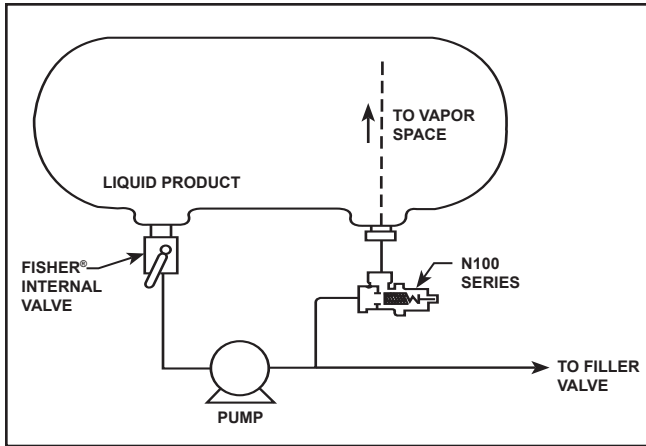 TO VAPOR
SPACE
LIQUID PRODUCT
FISHER®
INTERNAL
VALVE
N100
SERIES
TO FILLER
VALVE
PUMP